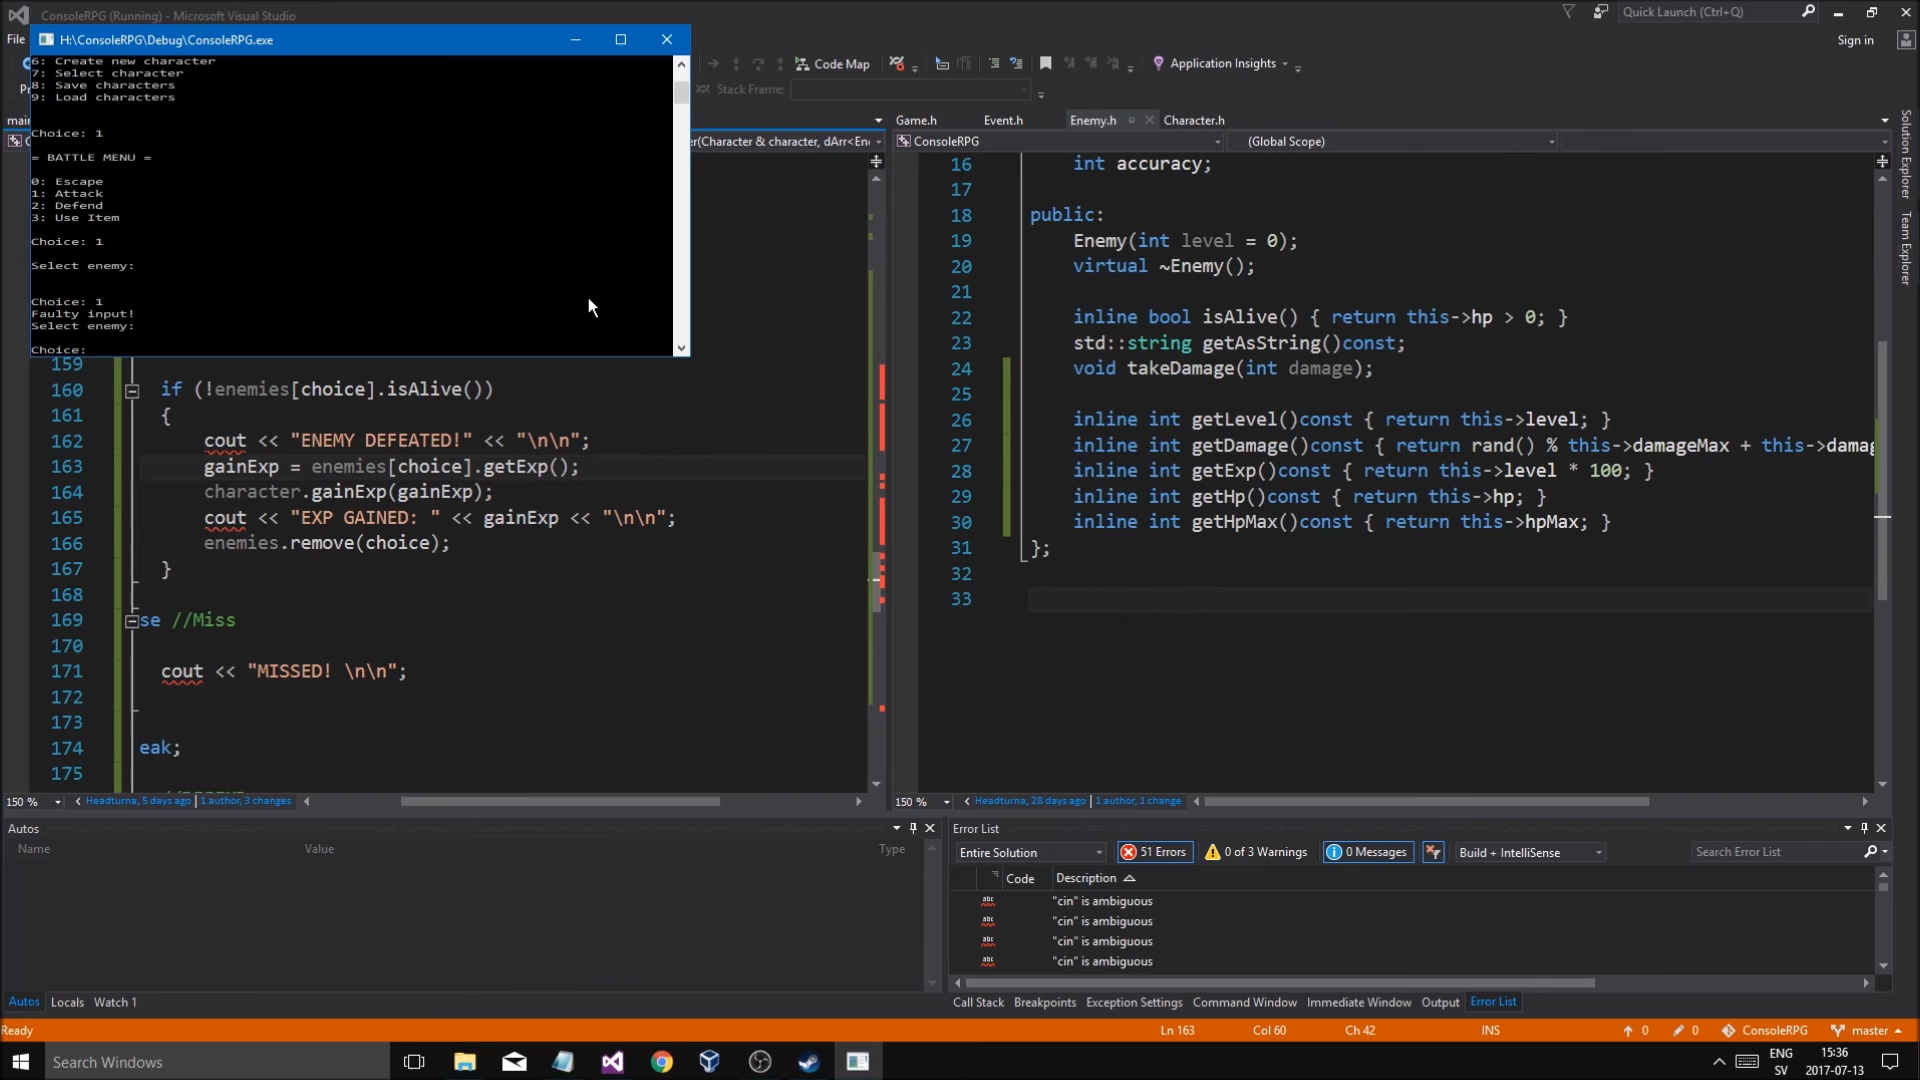 ConsoleRPG (Running) - Microsoft Visual Studio
Quick Launch (Ctrl+Q)
File
Sign in
H:\ConsoleRPG\Debug\ConsoleRPG.exe
6: Create new character
7: Select character
8: Save characters
9: Load characters
Choice: 1
= BATTLE MENU =
0: Escape
1: Attack
2: Defend
3: Use Item
Choice: 1
Select enemy:
Choice: 1
Faulty input!
Select enemy:
Choice:
Code Map
Application Insights
Stack Frame:
Game.h
Event.h
Enemy.h
Character.h
ConsoleRPG
(Global Scope)
Solution Explorer
Team Explorer
159
160 if (!enemies[choice].isAlive())
161 {
162 cout << "ENEMY DEFEATED!" << "\n\n";
163 gainExp = enemies[choice].getExp();
164 character.gainExp(gainExp);
165 cout << "EXP GAINED: " << gainExp << "\n\n";
166 enemies.remove(choice);
167 }
168
169 se //Miss
170
171 cout << "MISSED! \n\n";
172
173
174 eak;
175
16 int accuracy;
17
18 public:
19 Enemy(int level = 0);
20 virtual ~Enemy();
21
22 inline bool isAlive() { return this->hp > 0; }
23 std::string getAsString()const;
24 void takeDamage(int damage);
25
26 inline int getLevel()const { return this->level; }
27 inline int getDamage()const { return rand() % this->damageMax + this->damag
28 inline int getExp()const { return this->level * 100; }
29 inline int getHp()const { return this->hp; }
30 inline int getHpMax()const { return this->hpMax; }
31 };
32
33
150 % Headturna, 5 days ago | 1 author, 3 changes
150 % Headturna, 28 days ago | 1 author, 1 change
Autos
Name Value Type
Error List
Entire Solution 51 Errors 0 of 3 Warnings 0 Messages Build + IntelliSense Search Error List
Code Description
"cin" is ambiguous
"cin" is ambiguous
"cin" is ambiguous
"cin" is ambiguous
Autos Locals Watch 1
Call Stack Breakpoints Exception Settings Command Window Immediate Window Output Error List
Ready Ln 163 Col 60 Ch 42 INS 0 0 ConsoleRPG master
Search Windows
ENG
SV
15:36
2017-07-13